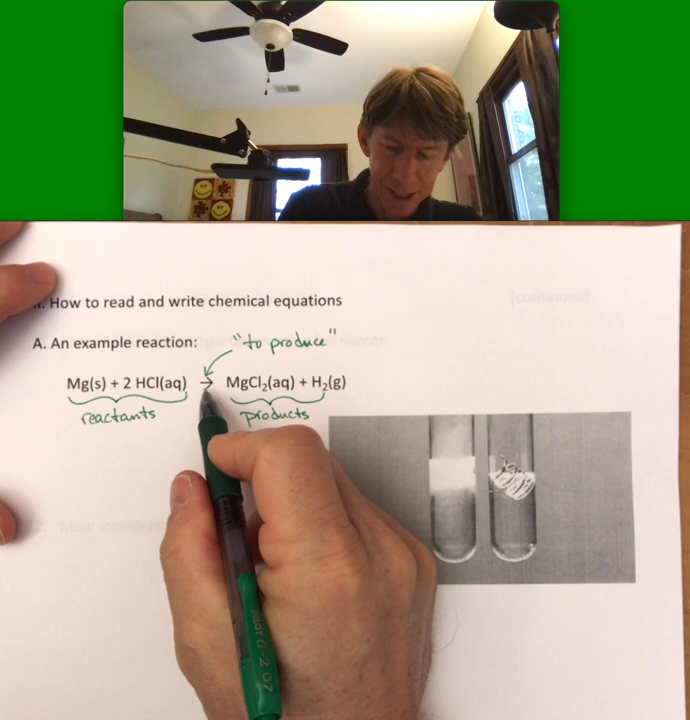 . How to read and write chemical equations
(continued)
A. An example reaction: "to produce"
Mg(s) + 2 HCl(aq) → MgCl₂(aq) + H₂(g)
reactants products
PILOT G-2 07